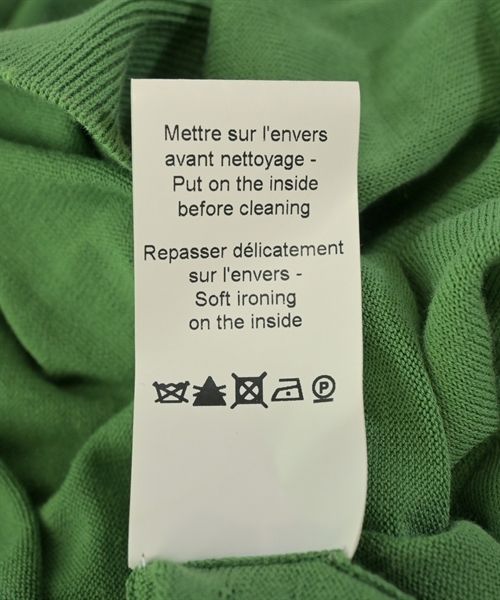 Mettre sur l'envers
avant nettoyage -
Put on the inside
before cleaning
Repasser délicatement
sur l'envers -
Soft ironing
on the inside
P